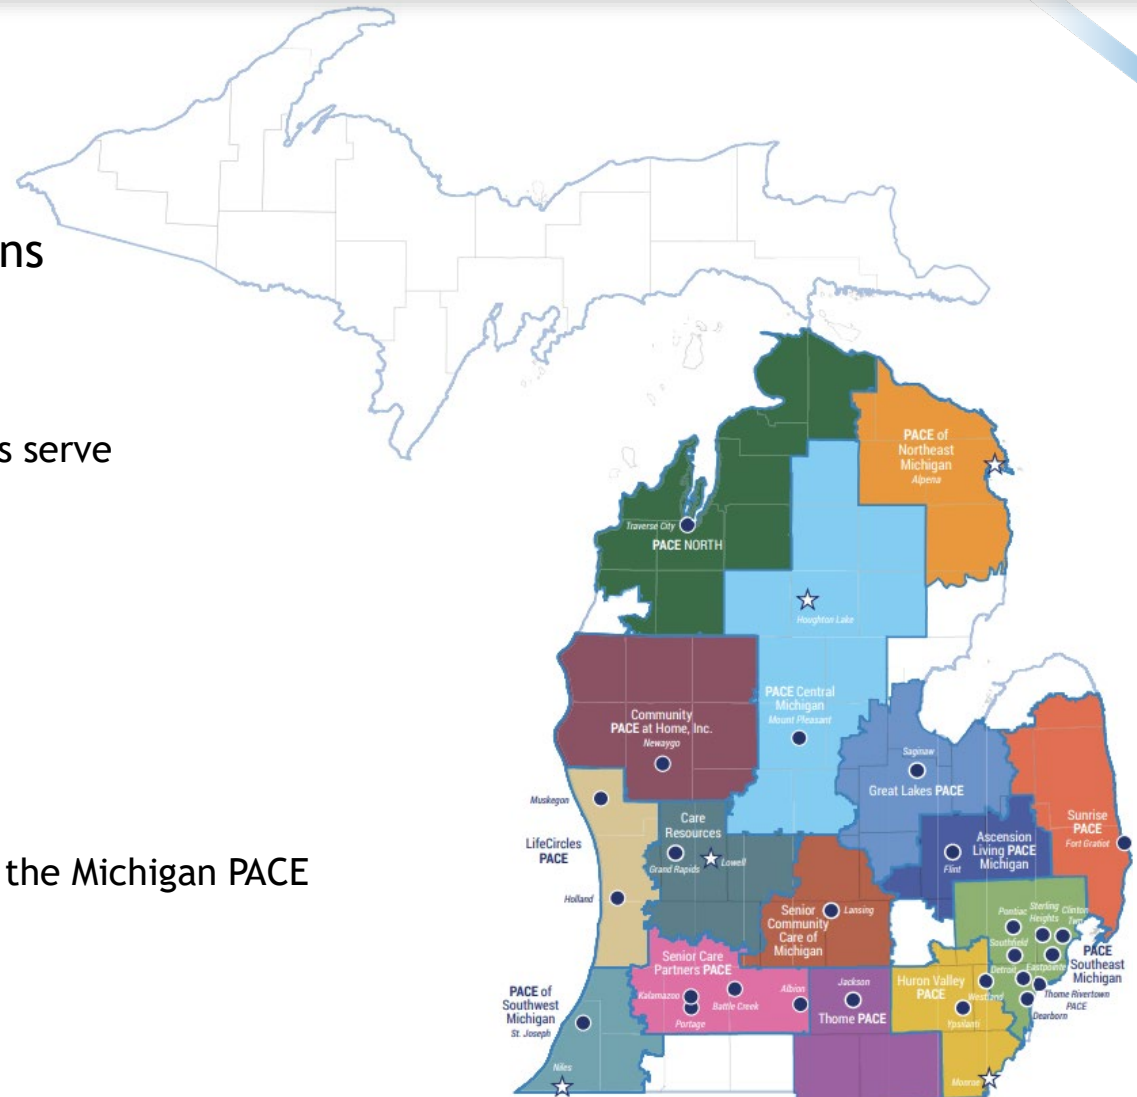 ns
s serve
the Michigan PACE
PACE of
Northeast
Michigan
Alpena
Traverse City
PACE NORTH
Houghton Lake
PACE Central
Michigan
Mount Pleasant
Community
PACE at Home, Inc.
Newaygo
Saginaw
Great Lakes PACE
Muskegon
LifeCircles
PACE
Holland
Care
Resources
Grand Rapids
Lowell
Sunrise
PACE
Fort Gratiot
Ascension
Living PACE
Michigan
Flint
Senior
Community
Care of
Michigan
Lansing
Pontiac
Sterling
Heights
Clinton
Twp
Southfield
Eastpointe
Detroit
PACE
Southeast
Michigan
Thome Rivertown
PACE
Dearborn
Senior Care
Partners PACE
Kalamazoo
Portage
Battle Creek
Albion
Jackson
Thome PACE
Huron Valley
PACE
Westland
Ypsilanti
Monroe
PACE of
Southwest
Michigan
St. Joseph
Niles